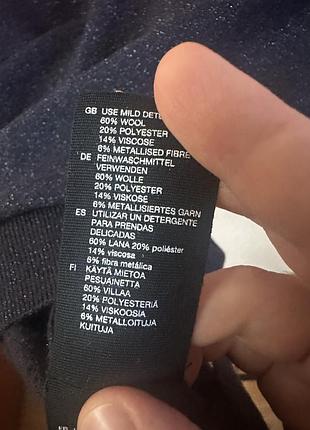 GB USE MILD DETU
60% WOOL
20% POLYESTER
14% VISCOSE
6% METALLISED FIBRE
DE FEINWASCHMITTEL
VERWENDEN
60% WOLLE
20% POLYESTER
14% VISKOSE
6% METALLISIERTES GARN
ES UTILIZAR UN DETERGENTE
PARA PRENDAS
DELICADAS
60% LANA 20% poliéster
14% viscosa
6% fibra metálica
FI KÄYTÄ MIETOA
PESUAINETTA
60% VILLAA
20% POLYESTERIÄ
14% VISKOOSIA
6% METALLOITUJA
KUITUJA